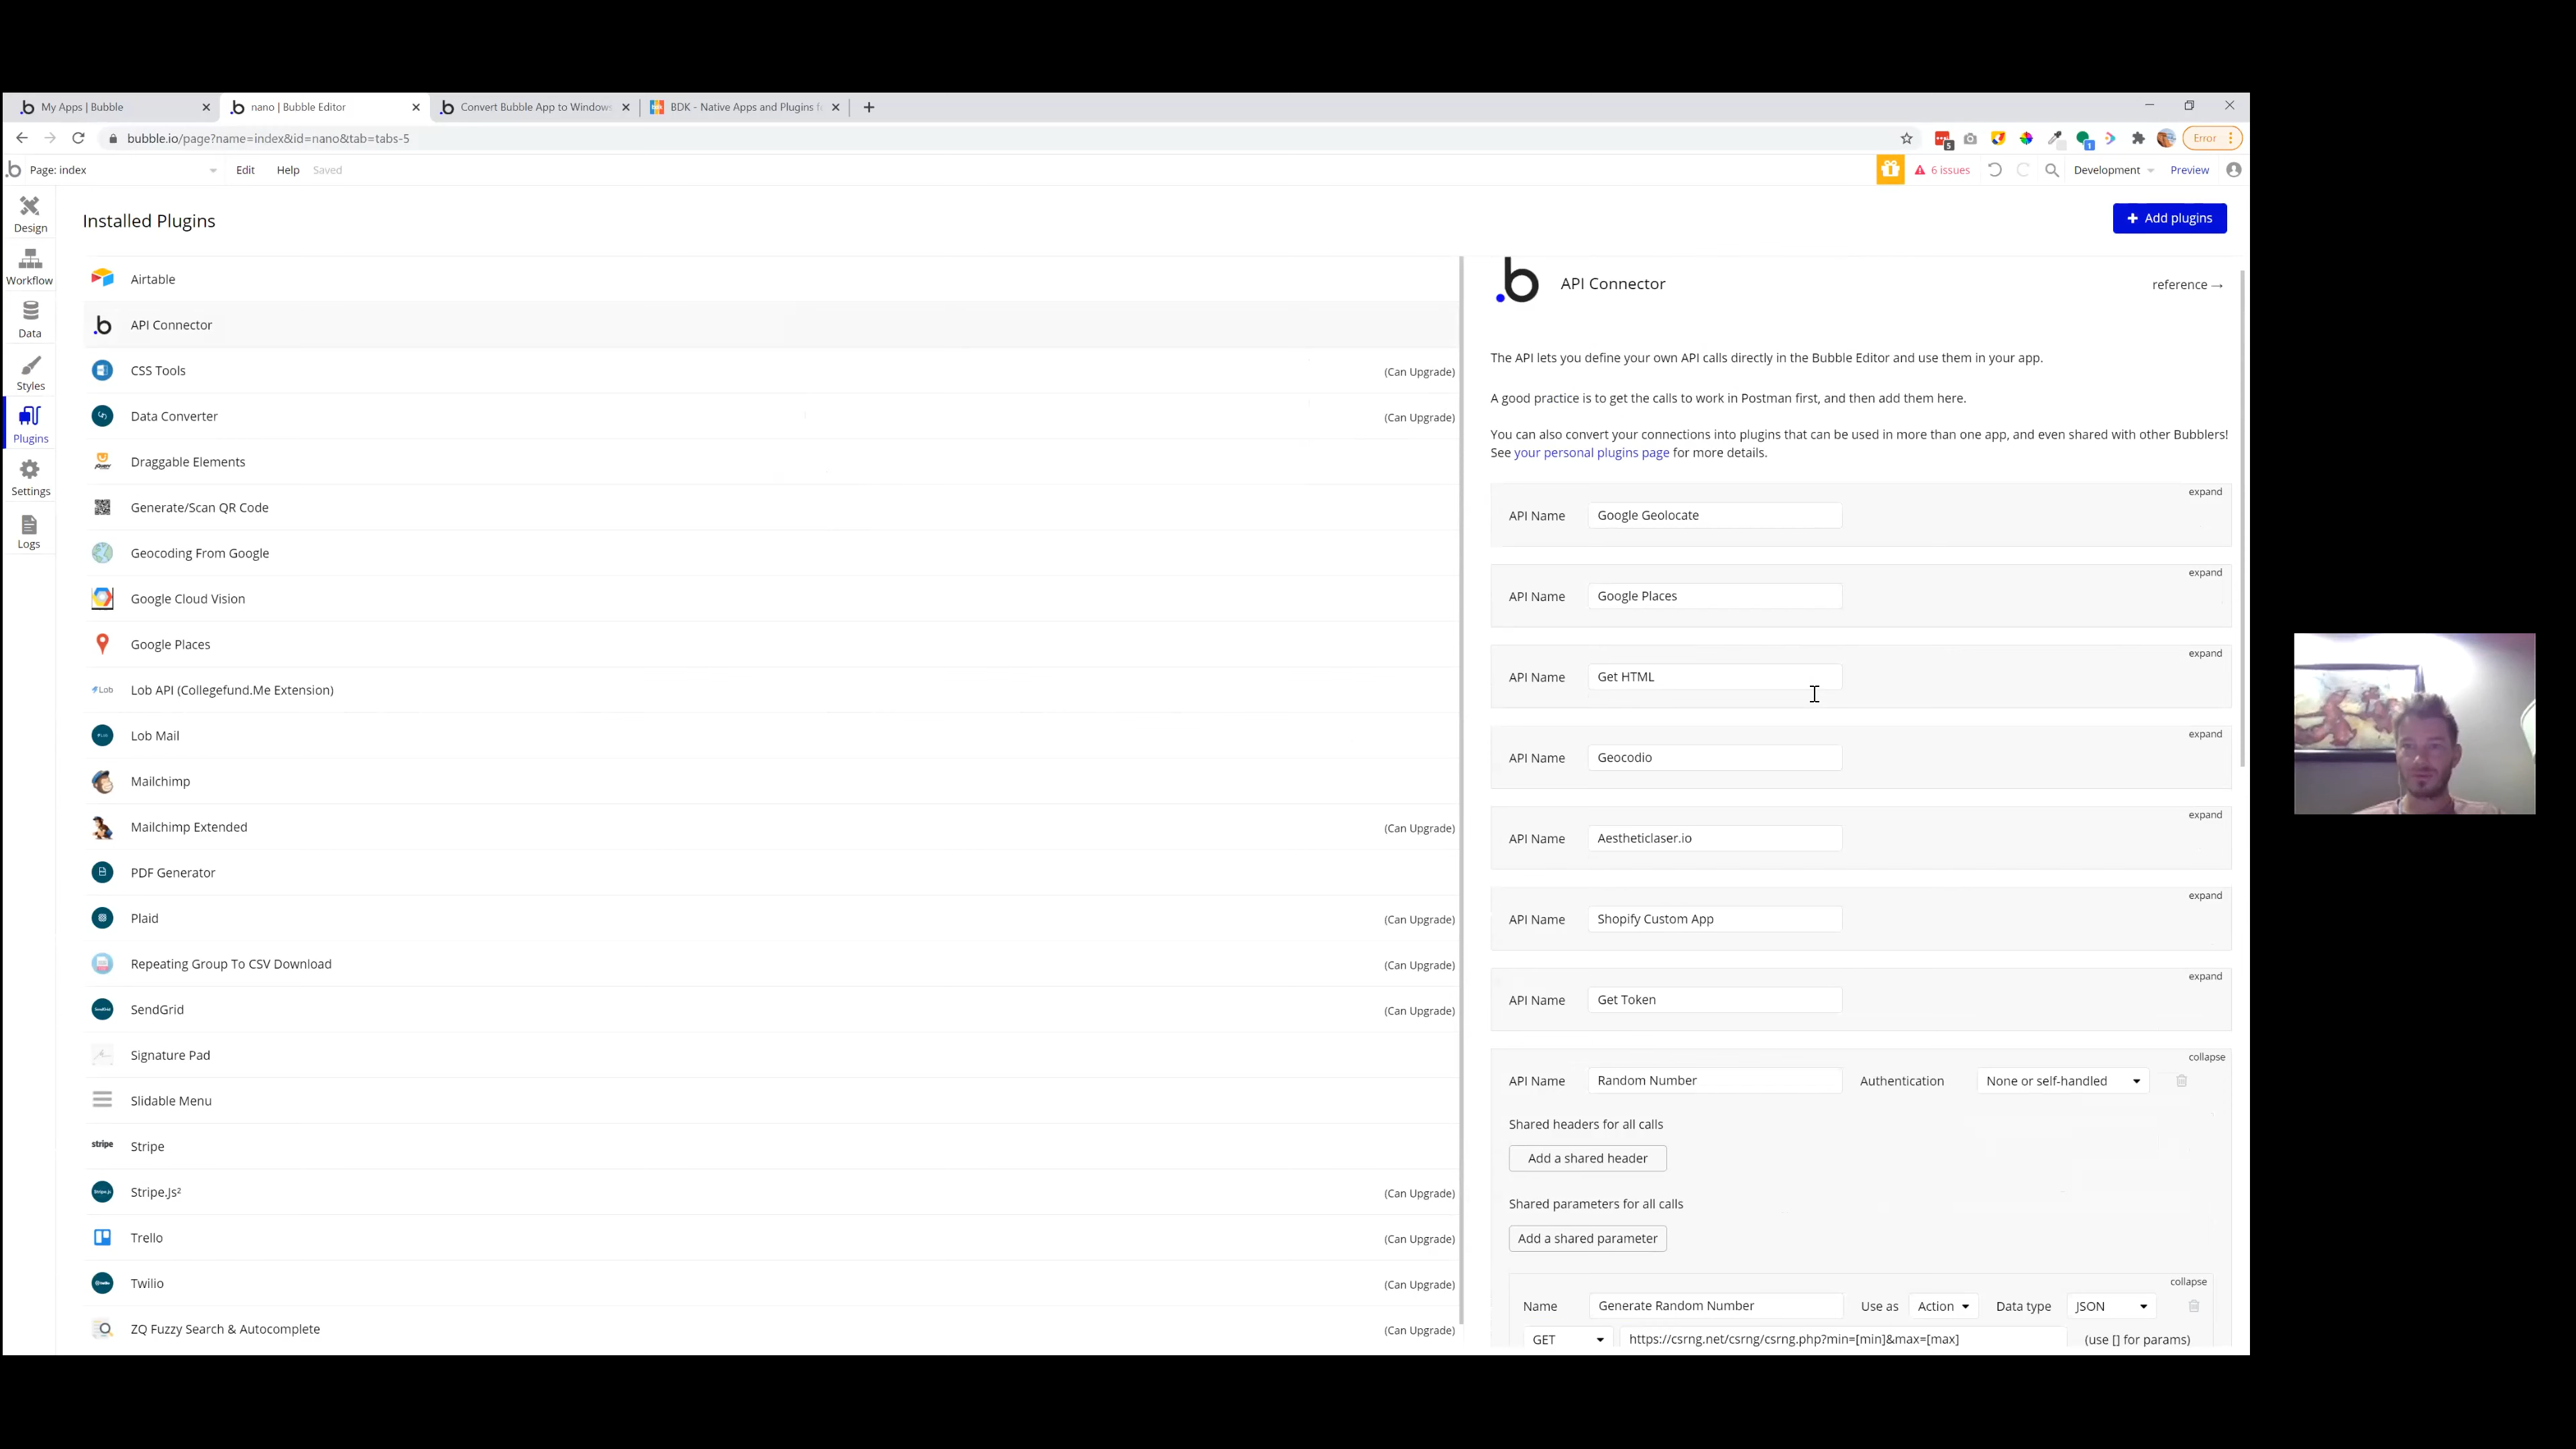 My Apps | Bubble
nano | Bubble Editor
Convert Bubble App to Windows
BDK - Native Apps and Plugins f
bubble.io/page?name=index&id=nano&tab=tabs-5
5
1
Error
Page: index
Edit
Help
Saved
6 issues
Development
Preview
Design
Workflow
Data
Styles
Plugins
Settings
Logs
Installed Plugins
Add plugins
Airtable
API Connector
CSS Tools
(Can Upgrade)
Data Converter
(Can Upgrade)
Draggable Elements
Generate/Scan QR Code
Geocoding From Google
Google Cloud Vision
Google Places
Lob
Lob API (Collegefund.Me Extension)
Lob Mail
Mailchimp
Mailchimp Extended
(Can Upgrade)
PDF Generator
Plaid
(Can Upgrade)
Repeating Group To CSV Download
(Can Upgrade)
SendGrid
(Can Upgrade)
Signature Pad
Slidable Menu
stripe
Stripe
Stripe.Js²
(Can Upgrade)
Trello
(Can Upgrade)
Twilio
(Can Upgrade)
ZQ Fuzzy Search & Autocomplete
(Can Upgrade)
API Connector
reference →
The API lets you define your own API calls directly in the Bubble Editor and use them in your app.
A good practice is to get the calls to work in Postman first, and then add them here.
You can also convert your connections into plugins that can be used in more than one app, and even shared with other Bubblers!
See your personal plugins page for more details.
expand
API Name Google Geolocate
expand
API Name Google Places
expand
API Name Get HTML
expand
API Name Geocodio
expand
API Name Aestheticlaser.io
expand
API Name Shopify Custom App
expand
API Name Get Token
collapse
API Name Random Number Authentication None or self-handled
Shared headers for all calls
Add a shared header
Shared parameters for all calls
Add a shared parameter
collapse
Name Generate Random Number Use as Action Data type JSON
GET https://csrng.net/csrng/csrng.php?min=[min]&max=[max] (use [] for params)